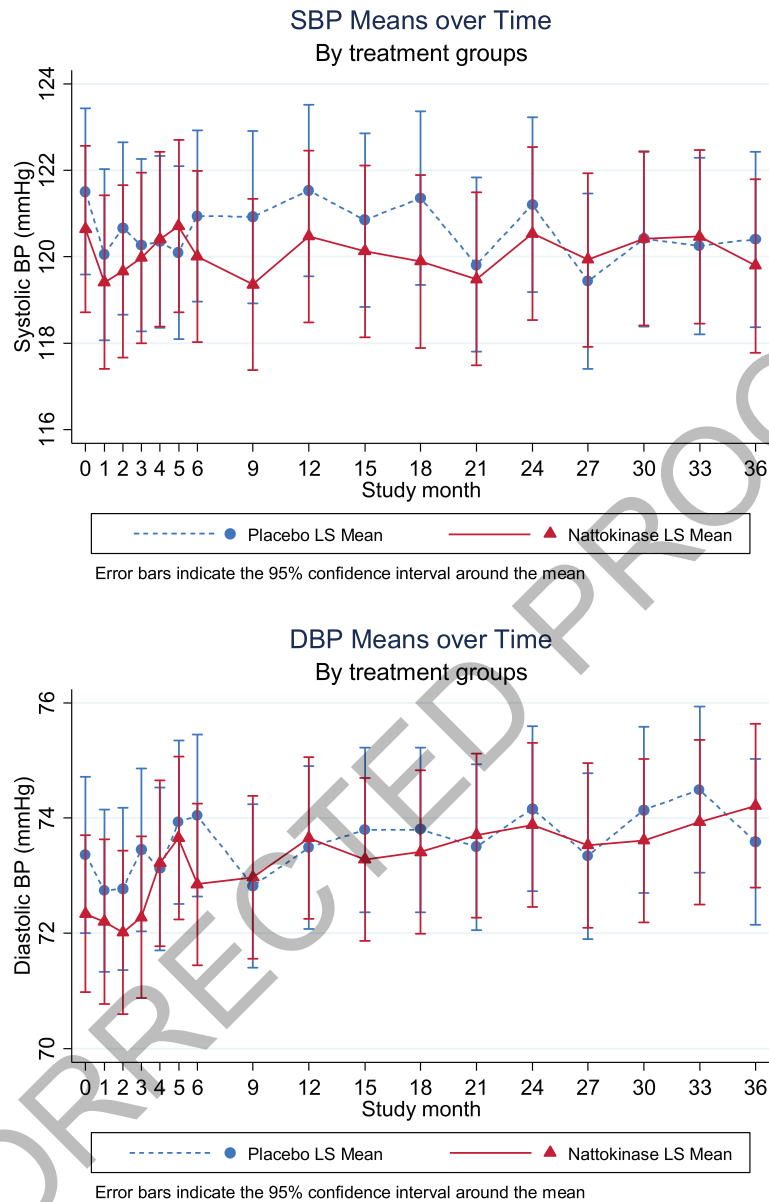 SBP Means over Time
By treatment groups
Systolic BP (mmHg)
124
122
120
118
116
0 1 2 3 4 5 6 9 12 15 18 21 24 27 30 33 36
Study month
Placebo LS Mean Nattokinase LS Mean
Error bars indicate the 95% confidence interval around the mean
DBP Means over Time
By treatment groups
Diastolic BP (mmHg)
76
74
72
70
0 1 2 3 4 5 6 9 12 15 18 21 24 27 30 33 36
Study month
Placebo LS Mean Nattokinase LS Mean
Error bars indicate the 95% confidence interval around the mean
ORRECTED PROO